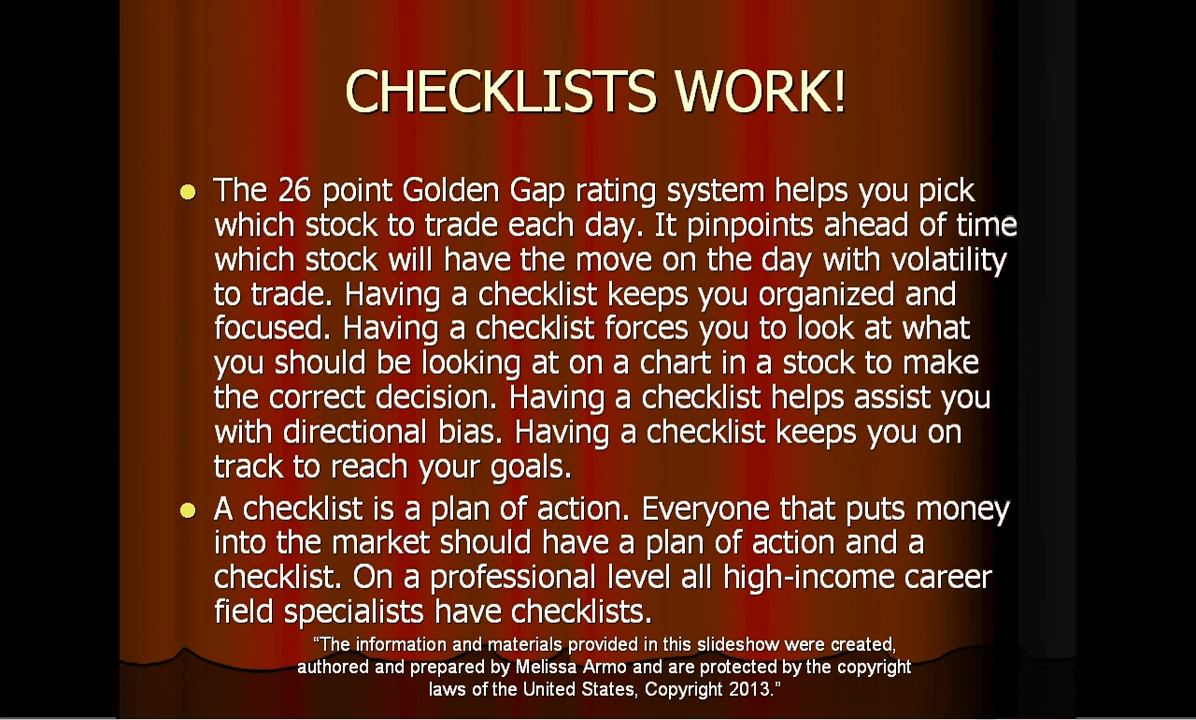 CHECKLISTS WORK!
The 26 point Golden Gap rating system helps you pick
which stock to trade each day. It pinpoints ahead of time
which stock will have the move on the day with volatility
to trade. Having a checklist keeps you organized and
focused. Having a checklist forces you to look at what
you should be looking at on a chart in a stock to make
the correct decision. Having a checklist helps assist you
with directional bias. Having a checklist keeps you on
track to reach your goals.
A checklist is a plan of action. Everyone that puts money
into the market should have a plan of action and a
checklist. On a professional level all high-income career
field specialists have checklists.
“The information and materials provided in this slideshow were created,
authored and prepared by Melissa Armo and are protected by the copyright
laws of the United States, Copyright 2013.”